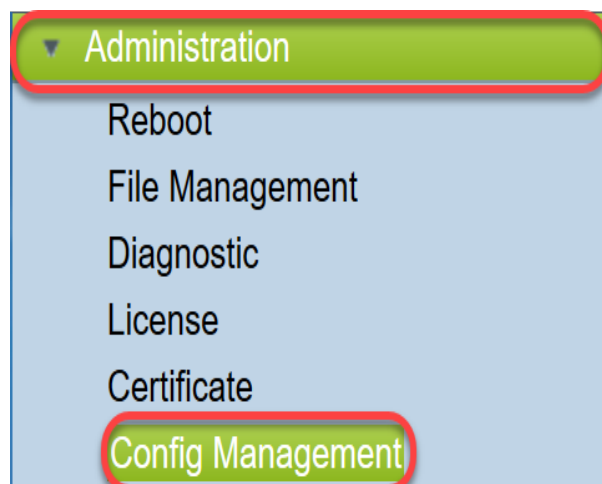 Administration
Reboot
File Management
Diagnostic
License
Certificate
Config Management